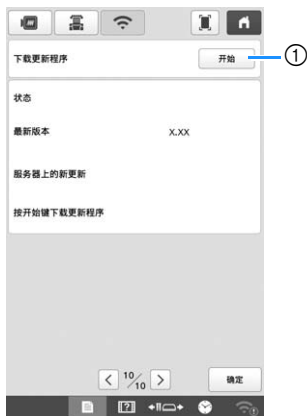 下载更新程序
开始
①
状态
最新版本 X.XX
服务器上的新更新
按开始键下载更新程序
10/10
确定